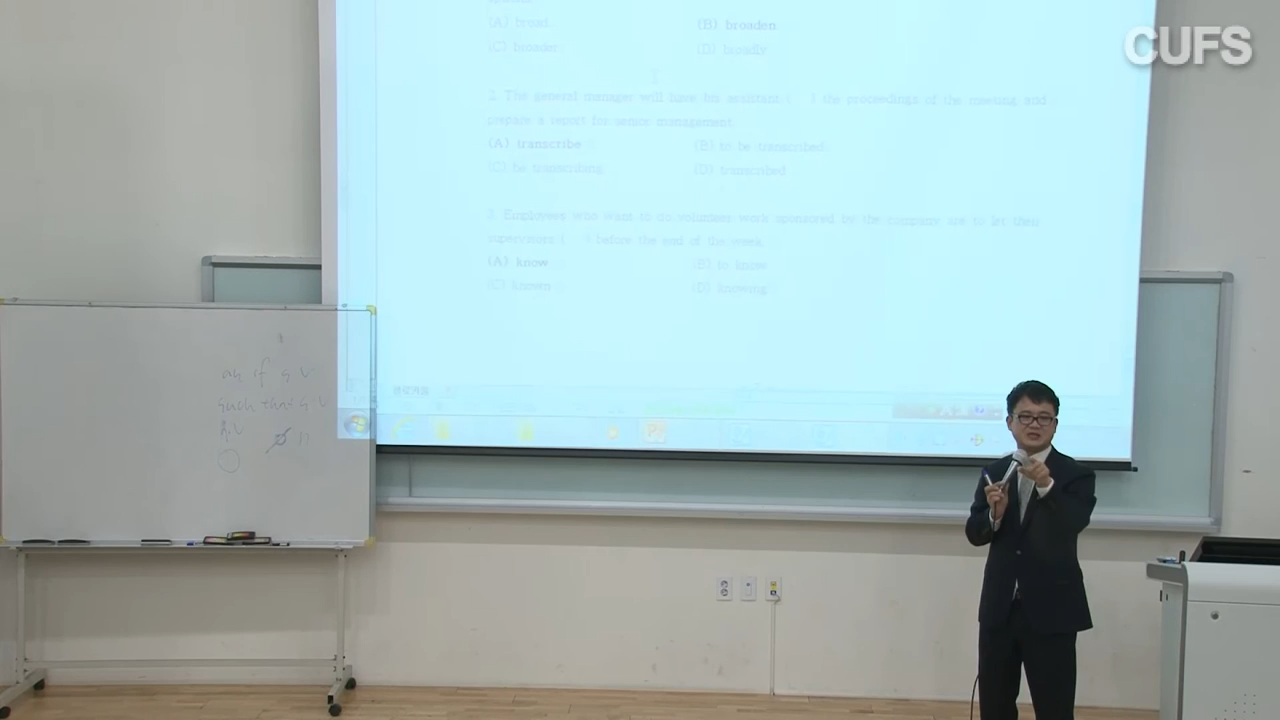 CUFS
(A) broad (B) broaden
(C) broader (D) broadly
2. The general manager will have his assistant ( ) the proceedings of the meeting and
prepare a report for senior management.
(A) transcribe (B) to be transcribed
(C) be transcribing (D) transcribed
3. Employees who want to do volunteer work sponsored by the company are to let their
supervisors ( ) before the end of the week.
(A) know (B) to know
(C) known (D) knowing
as if S V
such that S V